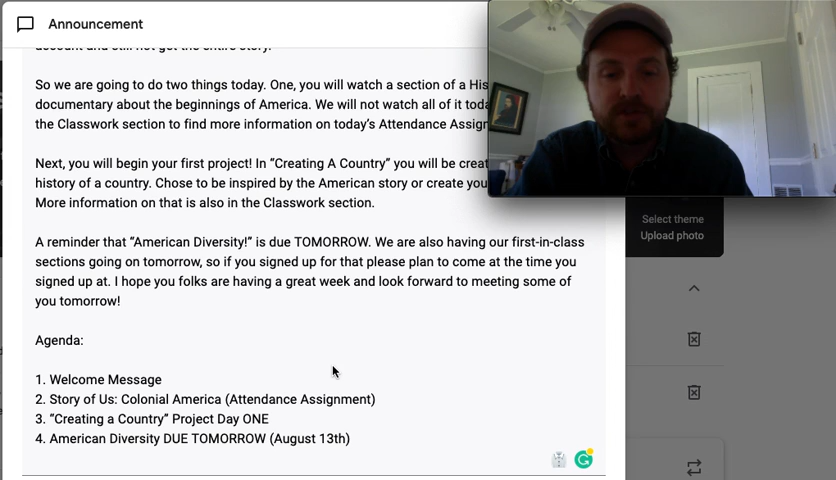 Announcement
account and still not get the entire story.
So we are going to do two things today. One, you will watch a section of a His
documentary about the beginnings of America. We will not watch all of it toda
the Classwork section to find more information on today's Attendance Assign
Next, you will begin your first project! In "Creating A Country" you will be creat
history of a country. Chose to be inspired by the American story or create you
More information on that is also in the Classwork section.
Select theme
Upload photo
A reminder that "American Diversity!" is due TOMORROW. We are also having our first-in-class
sections going on tomorrow, so if you signed up for that please plan to come at the time you
signed up at. I hope you folks are having a great week and look forward to meeting some of
you tomorrow!
Agenda:
1. Welcome Message
2. Story of Us: Colonial America (Attendance Assignment)
3. "Creating a Country" Project Day ONE
4. American Diversity DUE TOMORROW (August 13th)